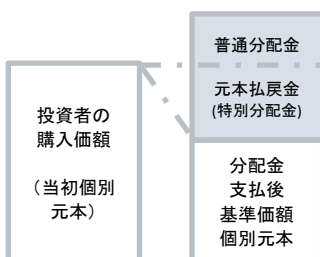 投資者の
購入価額
（当初個別
元本）
普通分配金
元本払戻金
(特別分配金)
分配金
支払後
基準価額
個別元本